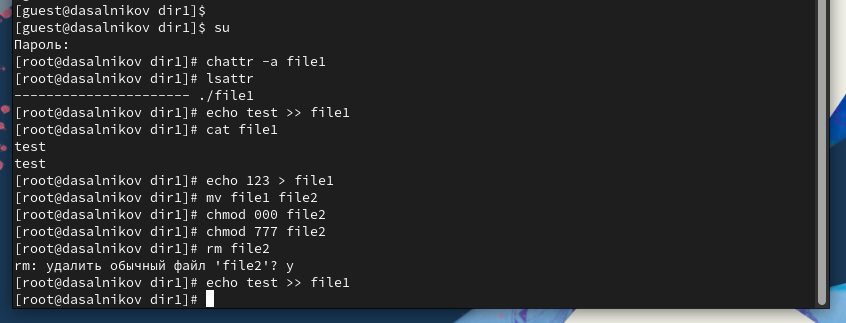 [guest@dasalnikov dir1]$
[guest@dasalnikov dir1]$ su
Пароль:
[root@dasalnikov dir1]# chattr -a file1
[root@dasalnikov dir1]# lsattr
---------------------- ./file1
[root@dasalnikov dir1]# echo test >> file1
[root@dasalnikov dir1]# cat file1
test
test
[root@dasalnikov dir1]# echo 123 > file1
[root@dasalnikov dir1]# mv file1 file2
[root@dasalnikov dir1]# chmod 000 file2
[root@dasalnikov dir1]# chmod 777 file2
[root@dasalnikov dir1]# rm file2
rm: удалить обычный файл 'file2'? y
[root@dasalnikov dir1]# echo test >> file1
[root@dasalnikov dir1]#